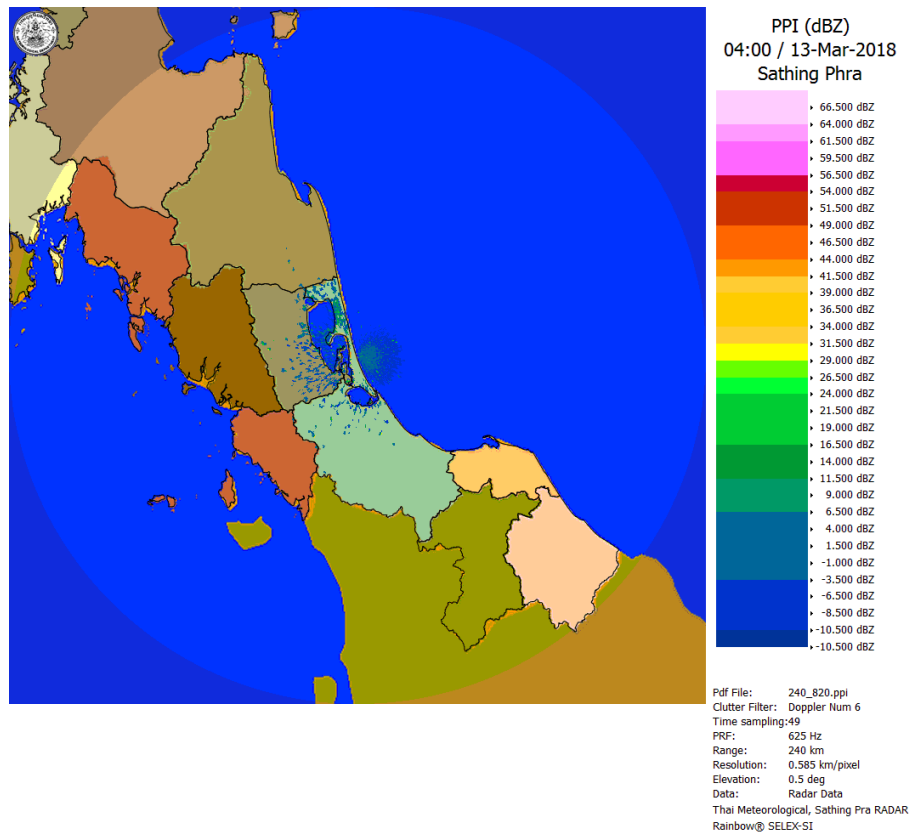 PPI (dBZ)
04:00 / 13-Mar-2018
Sathing Phra
66.500 dBZ
64.000 dBZ
61.500 dBZ
59.500 dBZ
56.500 dBZ
54.000 dBZ
51.500 dBZ
49.000 dBZ
46.500 dBZ
44.000 dBZ
41.500 dBZ
39.000 dBZ
36.500 dBZ
34.000 dBZ
31.500 dBZ
29.000 dBZ
26.500 dBZ
24.000 dBZ
21.500 dBZ
19.000 dBZ
16.500 dBZ
14.000 dBZ
11.500 dBZ
9.000 dBZ
6.500 dBZ
4.000 dBZ
1.500 dBZ
-1.000 dBZ
-3.500 dBZ
-6.500 dBZ
-8.500 dBZ
-10.500 dBZ
-10.500 dBZ
Pdf File: 240_820.ppi
Clutter Filter: Doppler Num 6
Time sampling:49
PRF: 625 Hz
Range: 240 km
Resolution: 0.585 km/pixel
Elevation: 0.5 deg
Data: Radar Data
Thai Meteorological, Sathing Pra RADAR
Rainbow® SELEX-SI